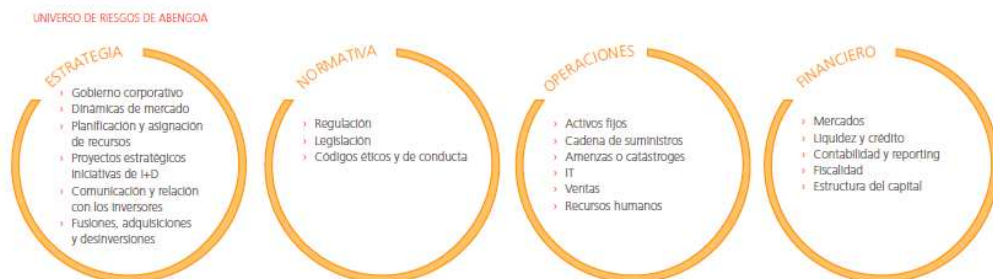 UNIVERSO DE RIESGOS DE ABENGOA
ESTRATEGIA
› Gobierno corporativo
› Dinámicas de mercado
› Planificación y asignación
de recursos
› Proyectos estratégicos
iniciativas de I+D
› Comunicación y relación
con los inversores
› Fusiones, adquisiciones
y desinversiones
NORMATIVA
› Regulación
› Legislación
› Códigos éticos y de conducta
OPERACIONES
› Activos fijos
› Cadena de suministros
› Amenzas o catástroges
› IT
› Ventas
› Recursos humanos
FINANCIERO
› Mercados
› Liquidez y crédito
› Contabilidad y reporting
› Fiscalidad
› Estructura del capital